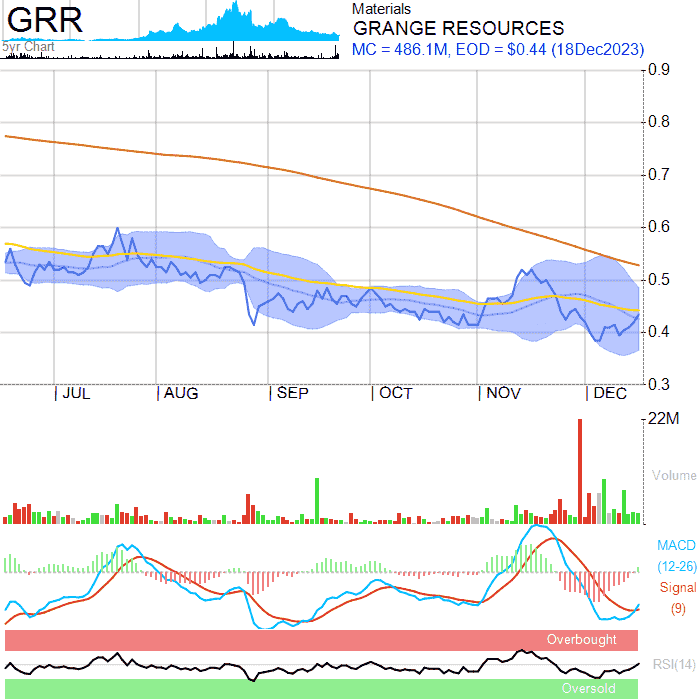 GRR
5yr Chart
Materials
GRANGE RESOURCES
MC = 486.1M, EOD = $0.44 (18Dec2023)
0.9
0.8
0.7
0.6
0.5
0.4
0.3
JUL AUG SEP OCT NOV DEC
22M
Volume
MACD
(12-26)
Signal
(9)
Overbought
RSI(14)
Oversold